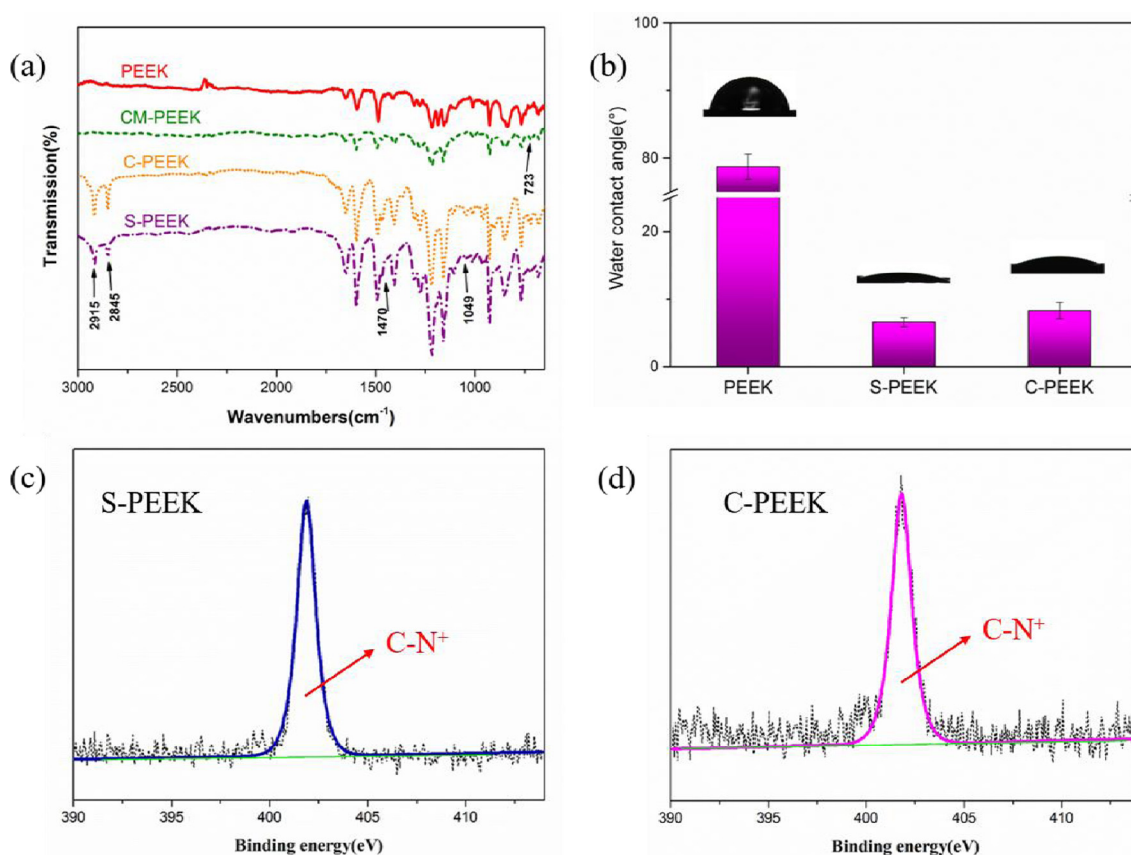 (a)
PEEK
CM-PEEK
C-PEEK
S-PEEK
723
2915
2845
1470
1049
Transmission(%)
3000
2500
2000
1500
1000
Wavenumbers(cm⁻¹)
(b)
Water contact angle(°)
100
80
20
0
PEEK
S-PEEK
C-PEEK
(c)
S-PEEK
C-N⁺
390
395
400
405
410
Binding energy(eV)
(d)
C-PEEK
C-N⁺
390
395
400
405
410
Binding energy(eV)